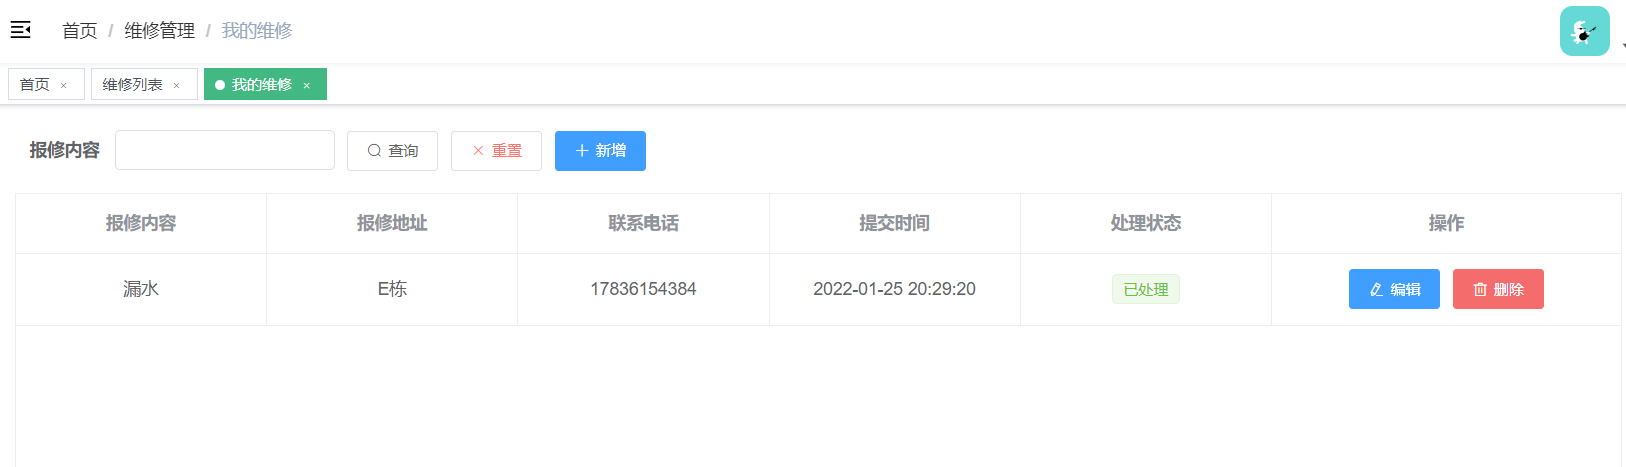 首页 / 维修管理 / 我的维修
首页 × 维修列表 × 我的维修 ×
报修内容 查询 重置 新增
报修内容 报修地址 联系电话 提交时间 处理状态 操作
漏水 E栋 17836154384 2022-01-25 20:29:20 已处理 编辑 删除